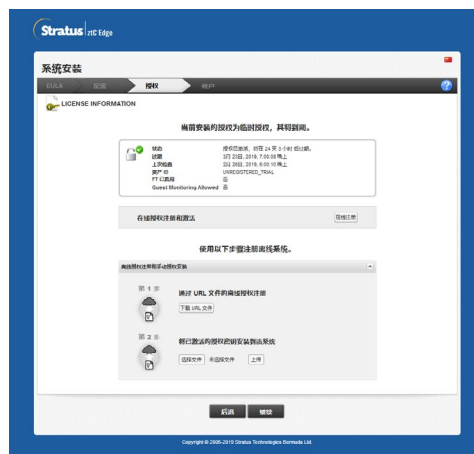 Stratus ztC Edge
系统安装
EULA 配置 授权 帐户
LICENSE INFORMATION
当前安装的授权为临时授权，其将到期。
状态 授权已激活，将在 24 天 3 小时 后过期。
过期 3月 23日, 2019, 7:00:08 晚上
上次检查 2月 26日, 2019, 6:03:10 晚上
资产 ID UNREGISTERED_TRIAL
FT 已启用 否
Guest Monitoring Allowed 否
在线授权注册和激活 在线注册
使用以下步骤注册离线系统。
离线授权注册和手动授权安装
第 1 步
通过 URL 文件的离线授权注册
下载 URL 文件
第 2 步
将已激活的授权密钥安装到该系统
选择文件 未选择文件 上传
后退 继续
Copyright © 2006-2019 Stratus Technologies Bermuda Ltd.